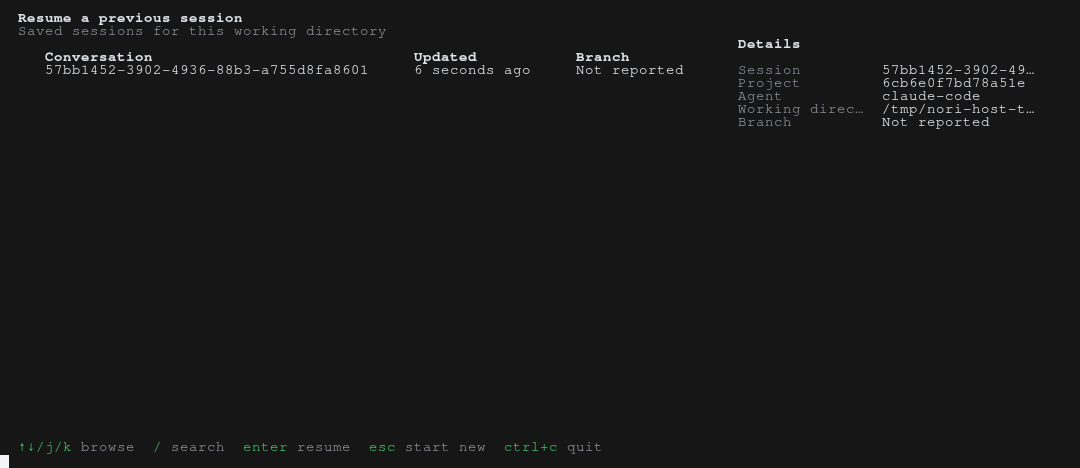 Resume a previous session
Saved sessions for this working directory
Conversation Updated Branch
57bb1452-3902-4936-88b3-a755d8fa8601 6 seconds ago Not reported
Details
Session 57bb1452-3902-49…
Project 6cb6e0f7bd78a51e
Agent claude-code
Working direc… /tmp/nori-host-t…
Branch Not reported
↑↓/j/k browse / search enter resume esc start new ctrl+c quit